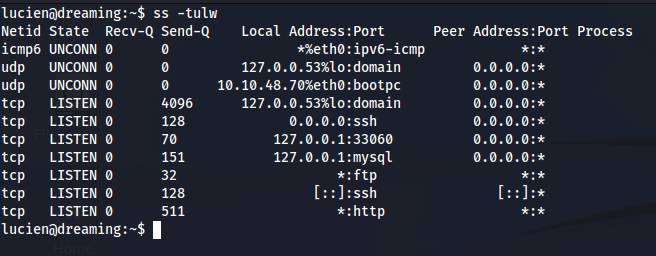 lucien@dreaming:~$ ss -tulw
Netid State  Recv-Q Send-Q    Local Address:Port      Peer Address:Port Process
icmp6 UNCONN 0      0                *%eth0:ipv6-icmp            *:*
udp   UNCONN 0      0         127.0.0.53%lo:domain         0.0.0.0:*
udp   UNCONN 0      0      10.10.48.70%eth0:bootpc         0.0.0.0:*
tcp   LISTEN 0      4096      127.0.0.53%lo:domain         0.0.0.0:*
tcp   LISTEN 0      128             0.0.0.0:ssh            0.0.0.0:*
tcp   LISTEN 0      70            127.0.0.1:33060          0.0.0.0:*
tcp   LISTEN 0      151           127.0.0.1:mysql          0.0.0.0:*
tcp   LISTEN 0      32                    *:ftp                  *:*
tcp   LISTEN 0      128                [::]:ssh               [::]:*
tcp   LISTEN 0      511                   *:http                 *:*
lucien@dreaming:~$
Home